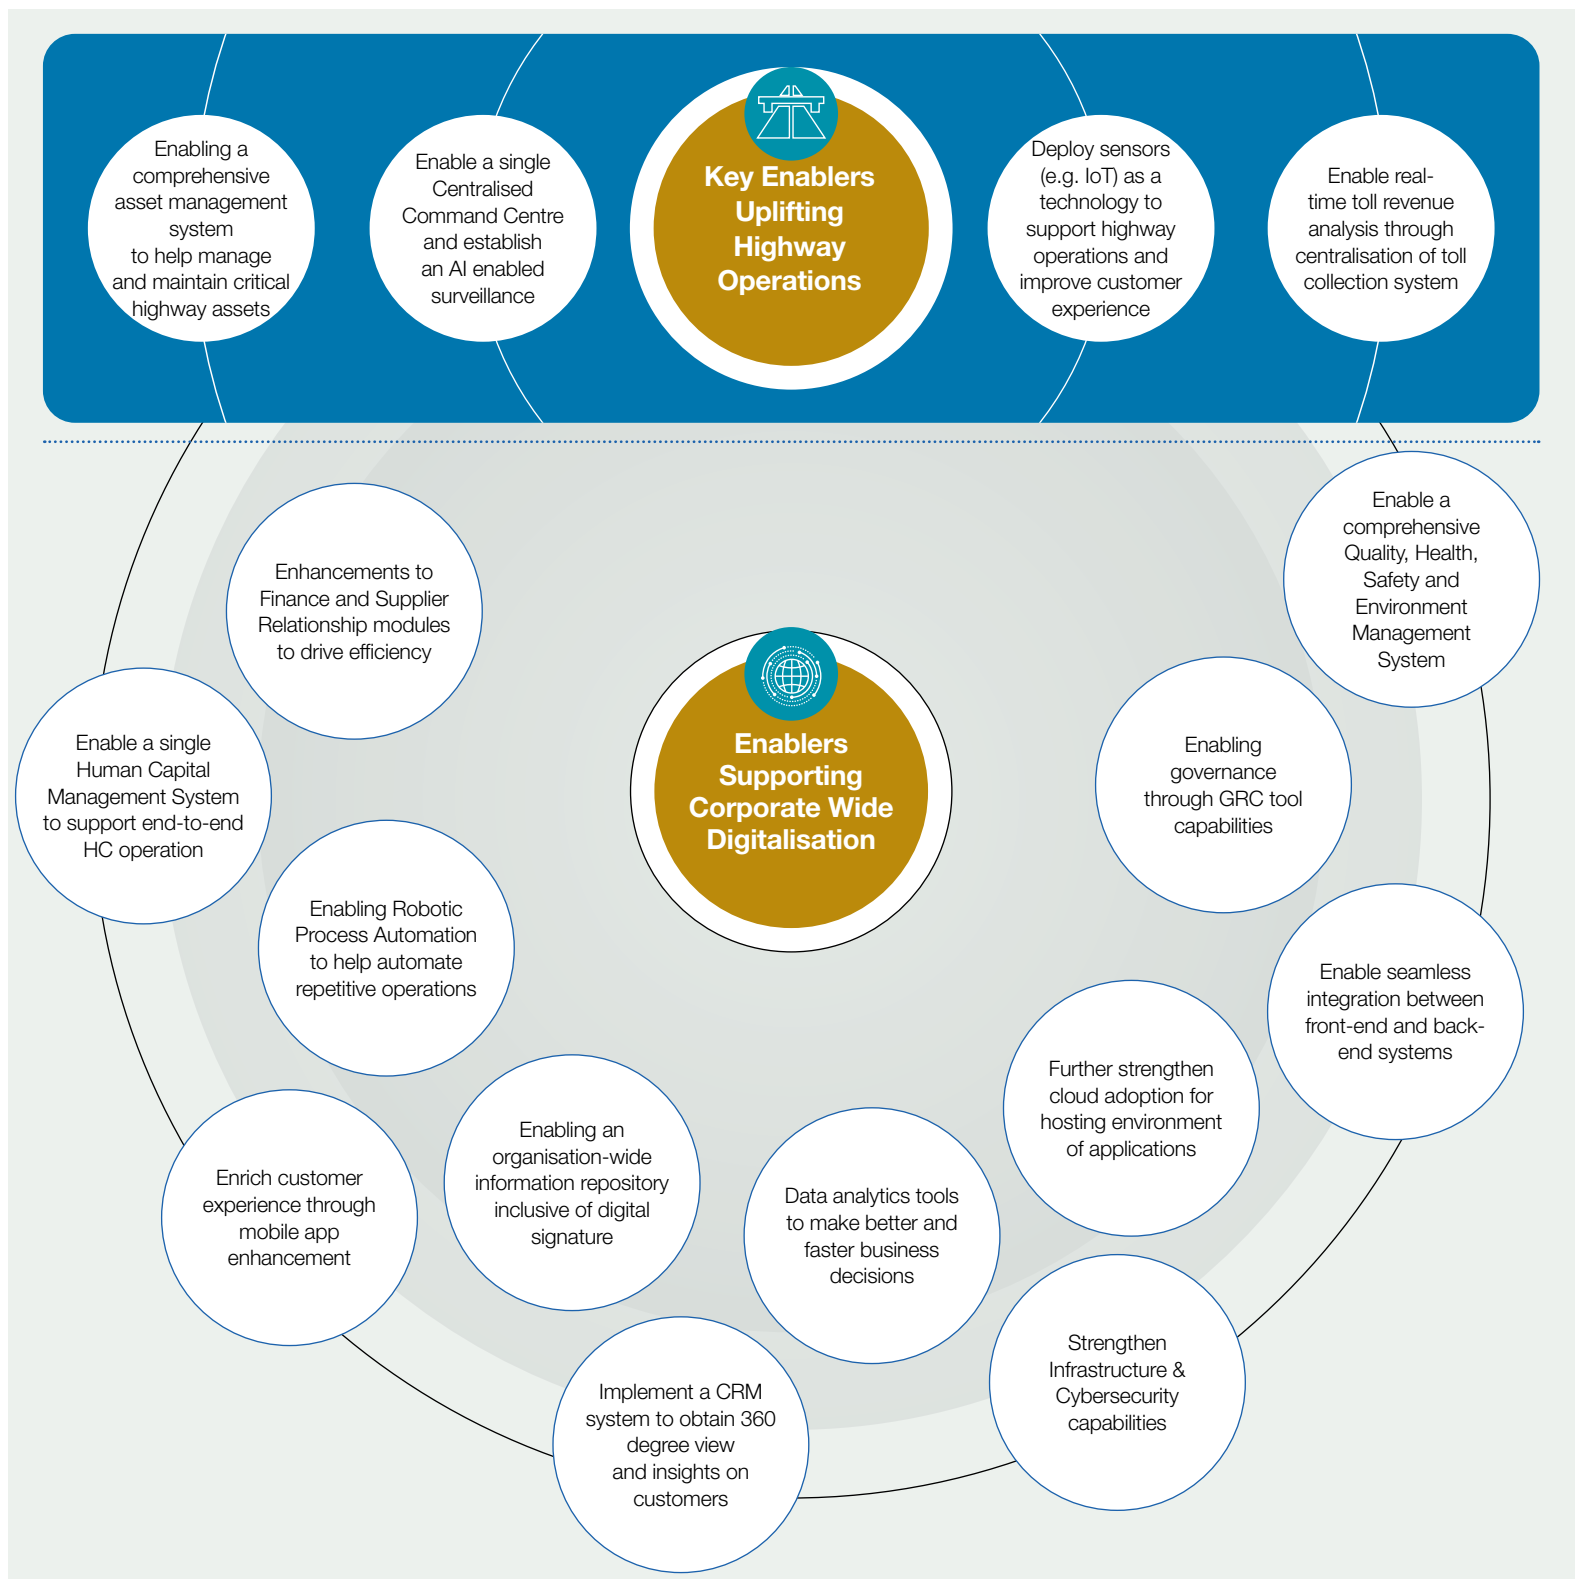 Enabling a
comprehensive
asset management
system
to help manage
and maintain critical
highway assets
Enable a single
Centralised
Command Centre
and establish
an AI enabled
surveillance
Key Enablers
Uplifting
Highway
Operations
Deploy sensors
(e.g. IoT) as a
technology to
support highway
operations and
improve customer
experience
Enable real-
time toll revenue
analysis through
centralisation of toll
collection system
Enhancements to
Finance and Supplier
Relationship modules
to drive efficiency
Enable a
comprehensive
Quality, Health,
Safety and
Environment
Management
System
Enable a single
Human Capital
Management System
to support end-to-end
HC operation
Enablers
Supporting
Corporate Wide
Digitalisation
Enabling
governance
through GRC tool
capabilities
Enabling Robotic
Process Automation
to help automate
repetitive operations
Enable seamless
integration between
front-end and back-
end systems
Further strengthen
cloud adoption for
hosting environment
of applications
Enrich customer
experience through
mobile app
enhancement
Enabling an
organisation-wide
information repository
inclusive of digital
signature
Data analytics tools
to make better and
faster business
decisions
Strengthen
Infrastructure &
Cybersecurity
capabilities
Implement a CRM
system to obtain 360
degree view
and insights on
customers